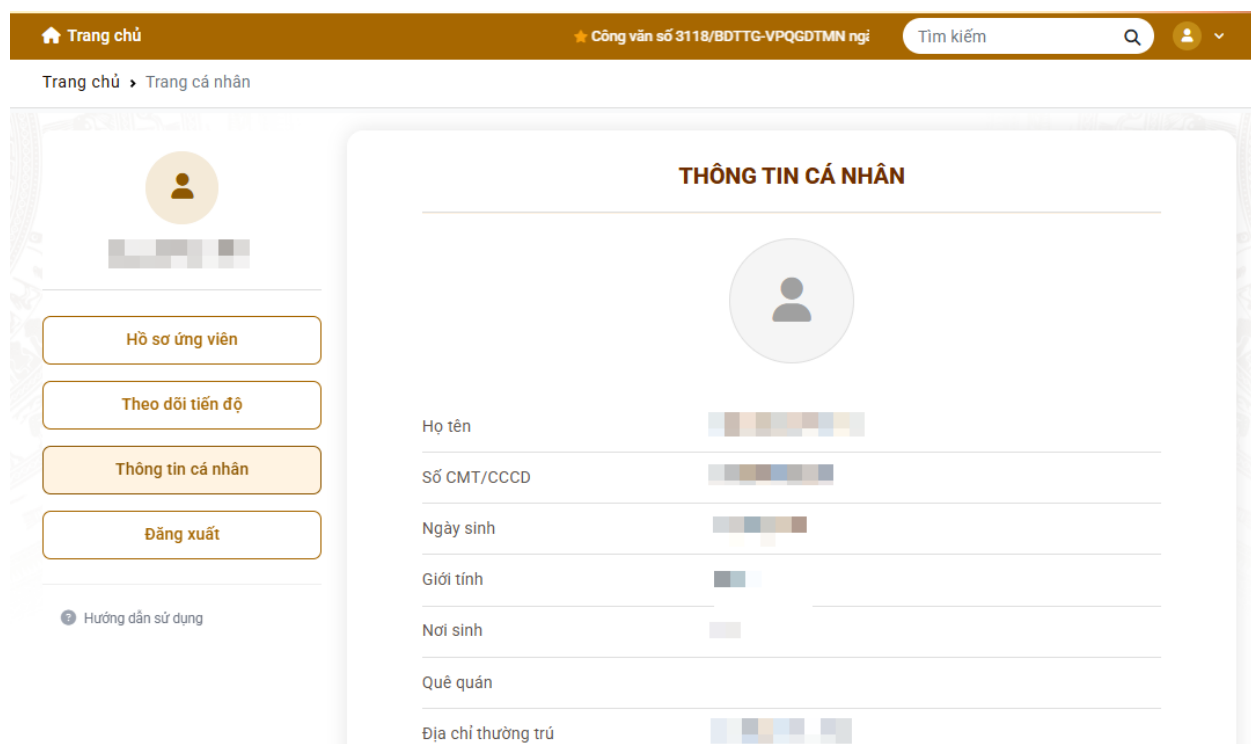 Trang chủ
Công văn số 3118/BDTTG-VPQGDTMN
Tìm kiếm
Trang chủ › Trang cá nhân
Hồ sơ ứng viên
Theo dõi tiến độ
Thông tin cá nhân
Đăng xuất
? Hướng dẫn sử dụng
THÔNG TIN CÁ NHÂN
Họ tên
Số CMT/CCCD
Ngày sinh
Giới tính
Nơi sinh
Quê quán
Địa chỉ thường trú